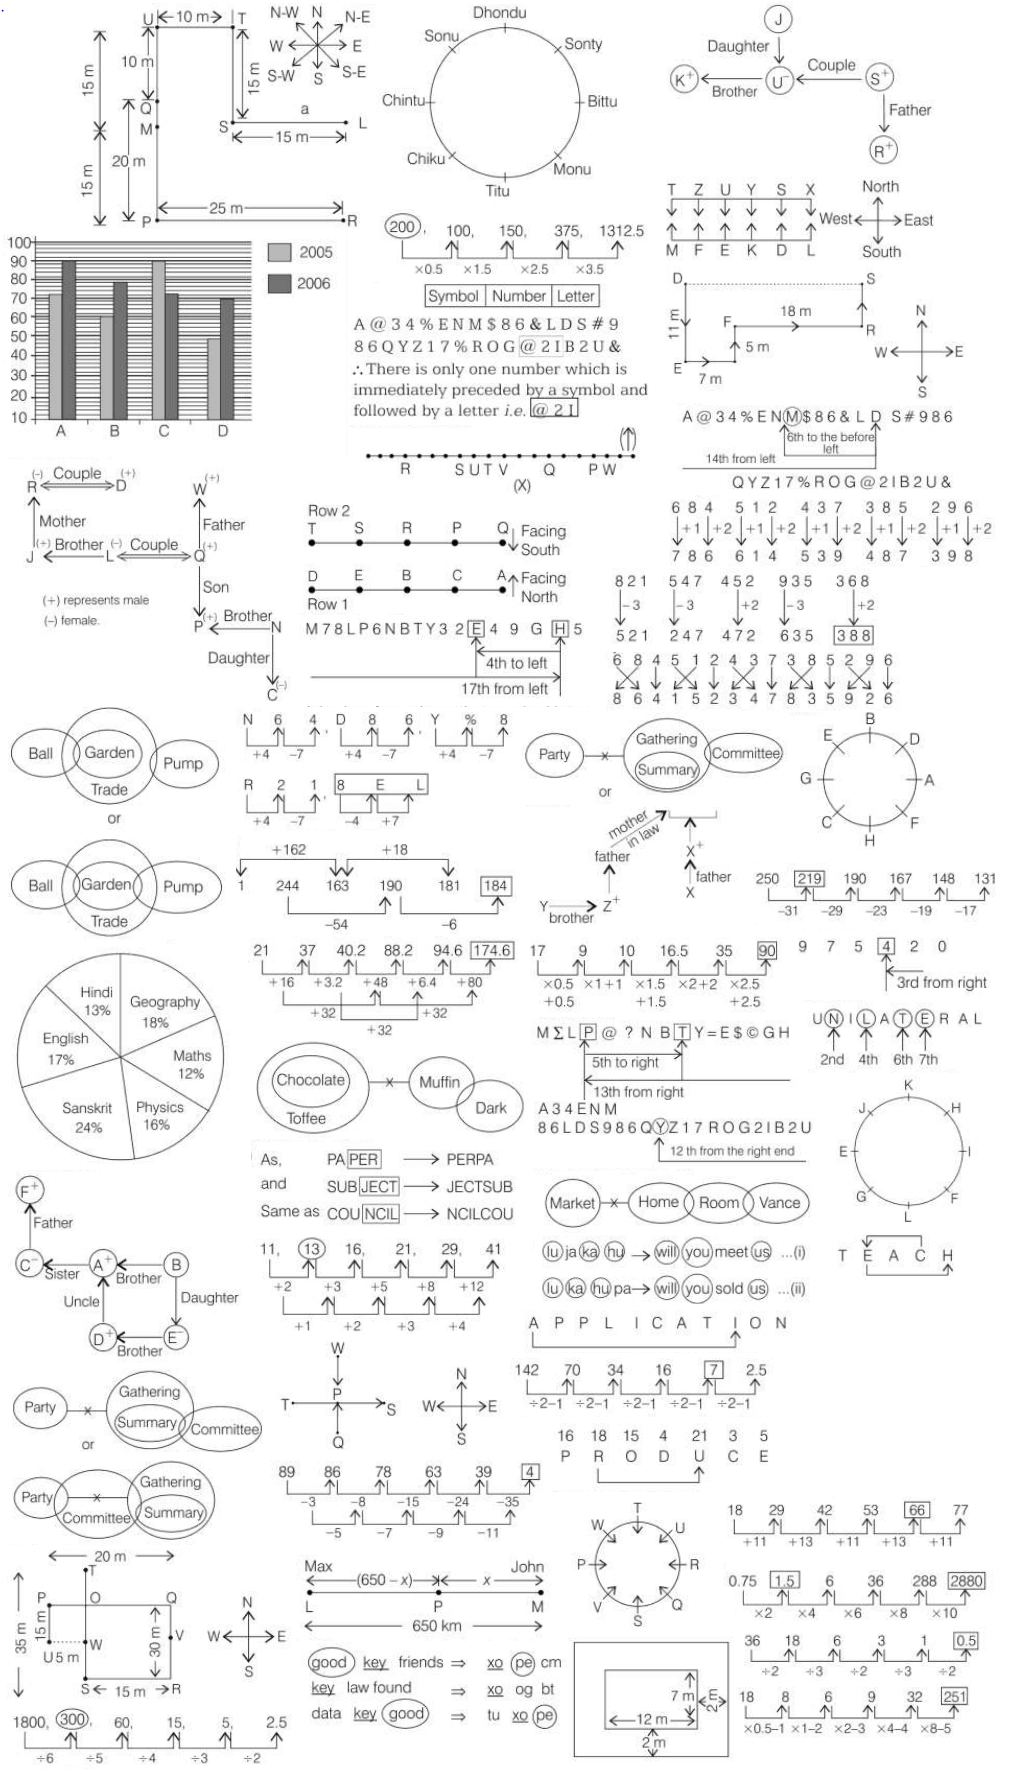 U 10 m T
N-W N N-E
W E
S-W S S-E
15 m
10 m
15 m
Q
M
S a L
15 m
20 m
15 m
25 m
P R
Dhondu
Sonu Sonty
Chintu Bittu
Chiku Monu
Titu
J
Daughter
Couple
K+ U- S+
Brother
Father
R+
T Z U Y S X
M F E K D L
North
West East
South
100
90
80
70
60
50
40
30
20
10
A B C D
2005
2006
200, 100, 150, 375, 1312.5
×0.5 ×1.5 ×2.5 ×3.5
Symbol Number Letter
A @ 3 4 % E N M $ 8 6 & L D S # 9
8 6 Q Y Z 1 7 % R O G @ 2 I B 2 U &
∴ There is only one number which is
immediately preceded by a symbol and
followed by a letter i.e. @ 2 I
(↑)
R S U T V Q P W
(X)
D S
11 m
18 m
F R
5 m
E 7 m
N
W E
S
A @ 3 4 % E N M $ 8 6 & L D S # 9 8 6
6th to the before
left
14th from left
Q Y Z 1 7 % R O G @ 2 I B 2 U &
(–) Couple (+)
R D W (+)
Mother Father
(+) Brother (–) Couple (+)
J L Q
Son
(+) Brother
P N
Daughter
C (–)
(+) represents male
(–) female.
Row 2
T S R P Q Facing
South
D E B C A Facing
North
Row 1
M 7 8 L P 6 N B T Y 3 2 E 4 9 G H 5
4th to left
17th from left
6 8 4 5 1 2 4 3 7 3 8 5 2 9 6
+1 +2 +1 +2 +1 +2 +1 +2 +1 +2
7 8 6 6 1 4 5 3 9 4 8 7 3 9 8
8 2 1 5 4 7 4 5 2 9 3 5 3 6 8
–3 –3 +2 –3 +2
5 2 1 2 4 7 4 7 2 6 3 5 3 8 8
6 8 4 5 1 2 4 3 7 3 8 5 2 9 6
8 6 4 1 5 2 3 4 7 8 3 5 9 2 6
Ball Garden Pump
Trade
or
Ball Garden Pump
Trade
N 6 4, D 8 6, Y % 8
+4 –7 +4 –7 +4 –7
R 2 1, 8 E L
+4 –7 –4 +7
Party × Gathering Committee
Summary
or
B
E D
G A
C F
H
mother
in law
father X+
father
Y Z+ X
brother
+162 +18
1 244 163 190 181 184
–54 –6
250 219 190 167 148 131
–31 –29 –23 –19 –17
21 37 40.2 88.2 94.6 174.6
+16 +3.2 +48 +6.4 +80
+32 +32
+32
17 9 10 16.5 35 90
×0.5 ×1+1 ×1.5 ×2+2 ×2.5
+0.5 +1.5 +2.5
9 7 5 4 2 0
3rd from right
Hindi
13%
Geography
18%
English
17%
Maths
12%
Sanskrit
24%
Physics
16%
M Σ L P @ ? N B T Y = E $ © G H
5th to right
13th from right
U N I L A T E R A L
2nd 4th 6th 7th
Chocolate
Toffee
× Muffin
Dark
A 3 4 E N M
8 6 L D S 9 8 6 Q Y Z 1 7 R O G 2 I B 2 U
12 th from the right end
K
J H
E I
G F
L
As, PAPER → PERPA
and SUBJECT → JECTSUB
Same as COUNCIL → NCILCOU
Market × Home Room Vance
F+
Father
C- A+ B
Sister Brother
Uncle Daughter
D+ E-
Brother
11, 13 16, 21, 29, 41
+2 +3 +5 +8 +12
+1 +2 +3 +4
lu ja ka hu → will you meet us ...(i)
lu ka hu pa → will you sold us ...(ii)
T E A C H
A P P L I C A T I O N
W
P
T S
Q
N
W E
S
142 70 34 16 7 2.5
÷2–1 ÷2–1 ÷2–1 ÷2–1 ÷2–1
Party × Gathering
Summary Committee
or
Party × Gathering
Committee Summary
16 18 15 4 21 3 5
P R O D U C E
89 86 78 63 39 4
–3 –8 –15 –24 –35
–5 –7 –9 –11
T
W U
P R
V Q
S
18 29 42 53 66 77
+11 +13 +11 +13 +11
20 m
T
P O Q
35 m 15 m 30 m
U 5 m W V
S 15 m R
N
W E
S
Max John
(650 – x) x
L P M
650 km
0.75 1.5 6 36 288 2880
×2 ×4 ×6 ×8 ×10
36 18 6 3 1 0.5
÷2 ÷3 ÷2 ÷3 ÷2
good key friends ⇒ xo pe cm
key law found ⇒ xo og bt
data key good ⇒ tu xo pe
7 m 2 m
12 m
2 m
18 8 6 9 32 251
×0.5–1 ×1–2 ×2–3 ×4–4 ×8–5
1800, 300, 60, 15, 5, 2.5
÷6 ÷5 ÷4 ÷3 ÷2